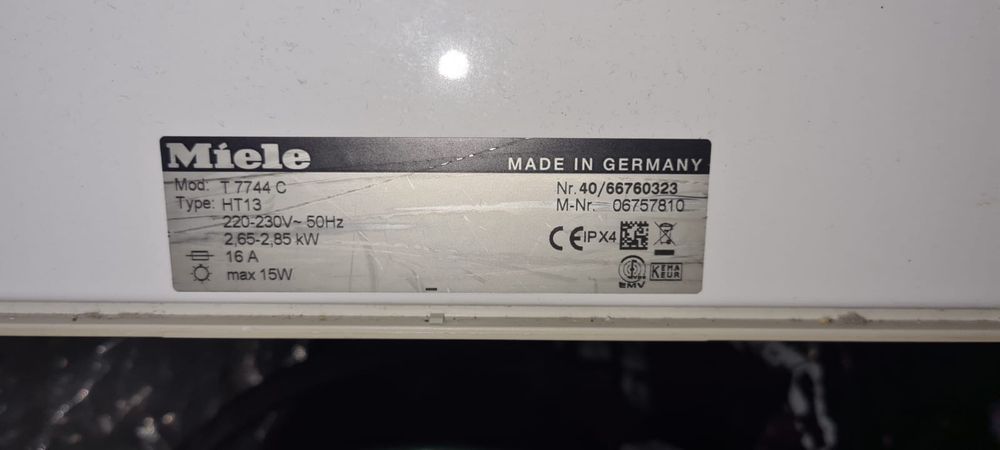 Miele
MADE IN GERMANY
Mod: T 7744 C
Nr. 40/66760323
Type: HT13
M-Nr. 06757810
220-230V~ 50Hz
2,65-2,85 kW
CE IPX4
16 A
max 15W
EMV
KEMA
EUR